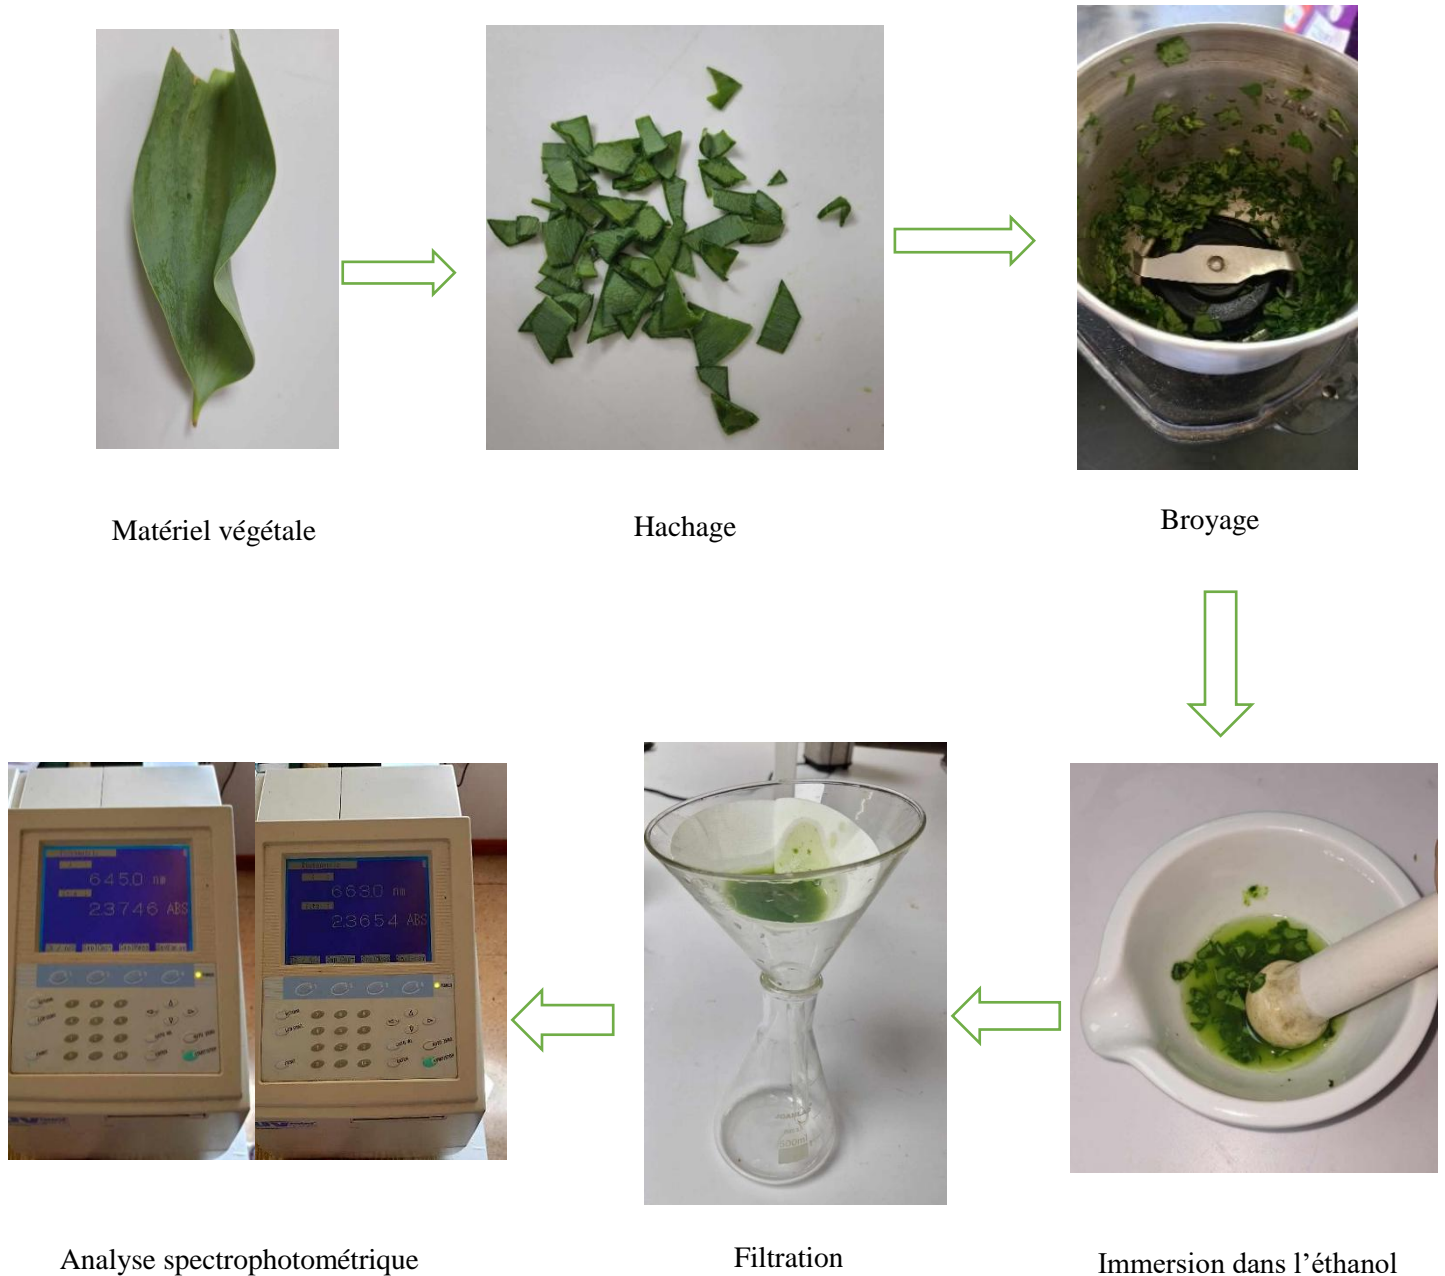 Matériel végétale
Hachage
Broyage
645.0 nm
2.3746 ABS
663.0 nm
2.3654 ABS
Analyse spectrophotométrique
Filtration
Immersion dans l’éthanol